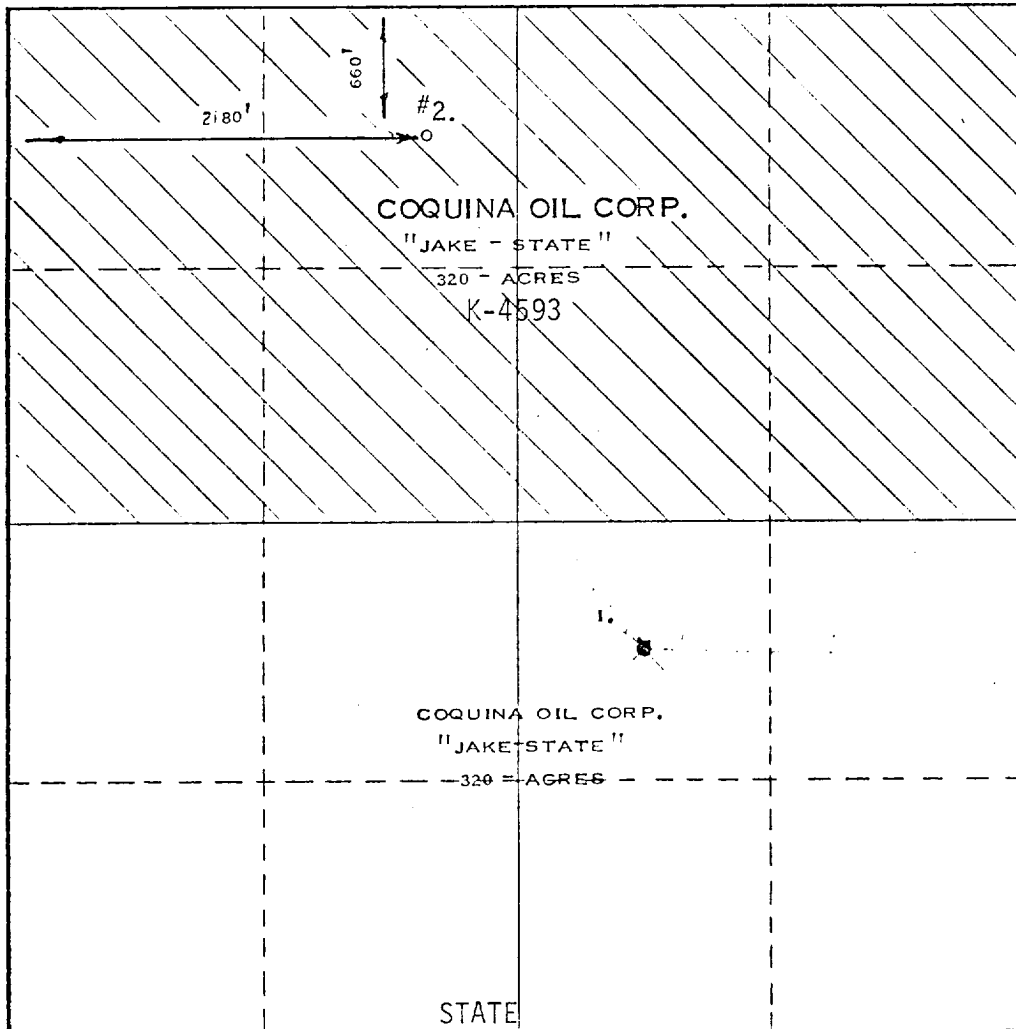 660'
#2.
2180'
COQUINA OIL CORP.
"JAKE - STATE"
320 - ACRES
K-4593
1.
COQUINA OIL CORP.
"JAKE-STATE"
320 = ACRES
STATE